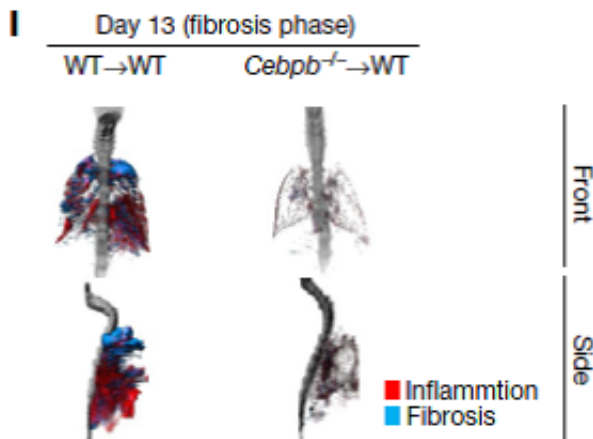 I
Day 13 (fibrosis phase)
WT→WT
Cebpb⁻/⁻→WT
Front
Side
Inflammtion
Fibrosis